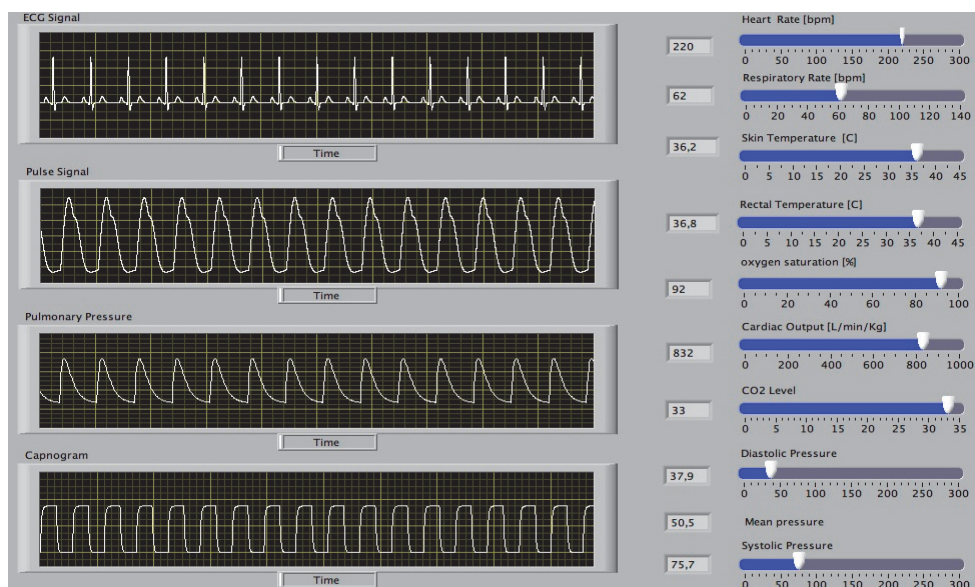 ECG Signal
Time
Pulse Signal
Pulmonary Pressure
Time
Capnogram
Time
220
Heart Rate [bpm]
0 50 100 150 200 250 300
62
Respiratory Rate [bpm]
0 20 40 60 80 100 120 140
36,2
Skin Temperature [C]
0 5 10 15 20 25 30 35 40 45
36,8
Rectal Temperature [C]
0 5 10 15 20 25 30 35 40 45
92
oxygen saturation [%]
0 20 40 60 80 100
832
Cardiac Output [L/min/Kg]
0 200 400 600 800 1000
33
CO2 Level
0 5 10 15 20 25 30 35
37,9
Diastolic Pressure
0 50 100 150 200 250 300
50,5
Mean pressure
75,7
Systolic Pressure
0 50 100 150 200 250 300